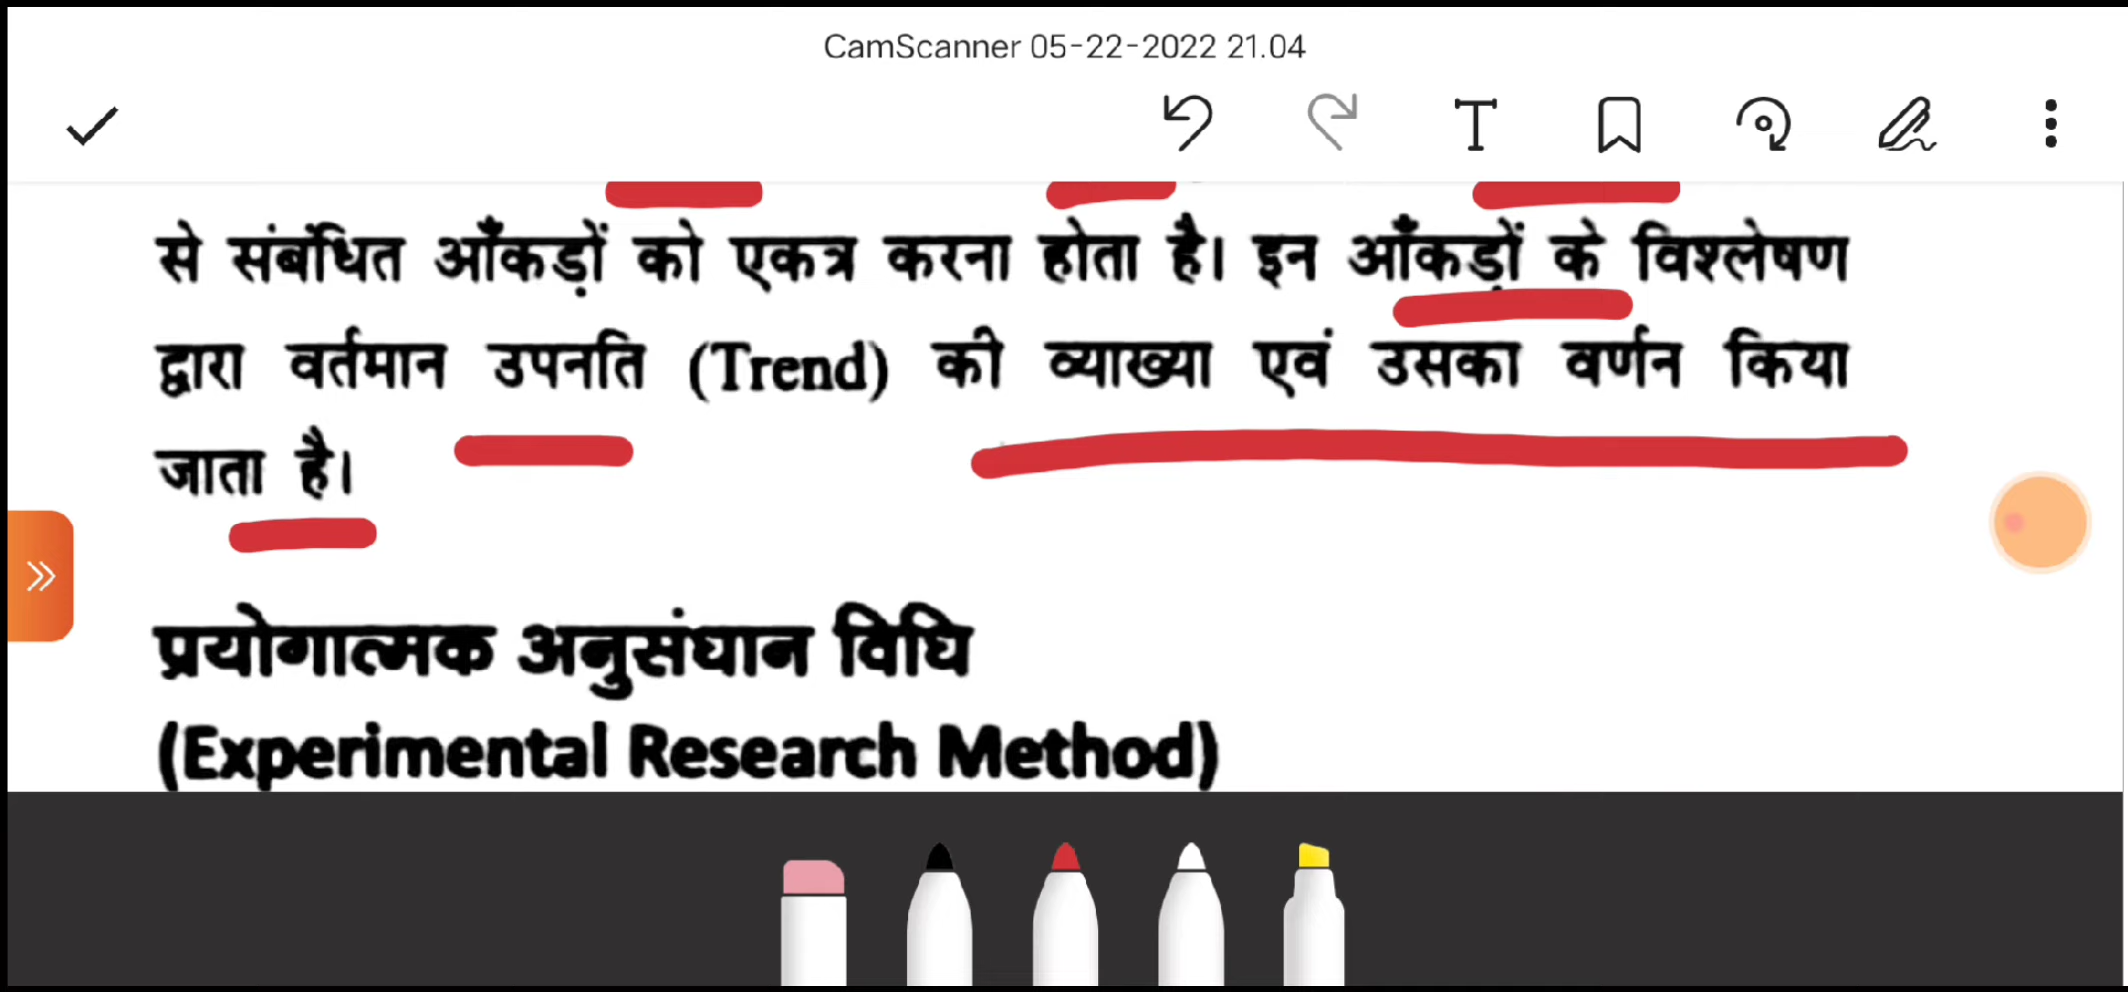 CamScanner 05-22-2022 21.04
से संबंधित आँकड़ों को एकत्र करना होता है। इन आँकड़ों के विश्लेषण
द्वारा वर्तमान उपनति (Trend) की व्याख्या एवं उसका वर्णन किया
जाता है।
प्रयोगात्मक अनुसंधान विधि
(Experimental Research Method)